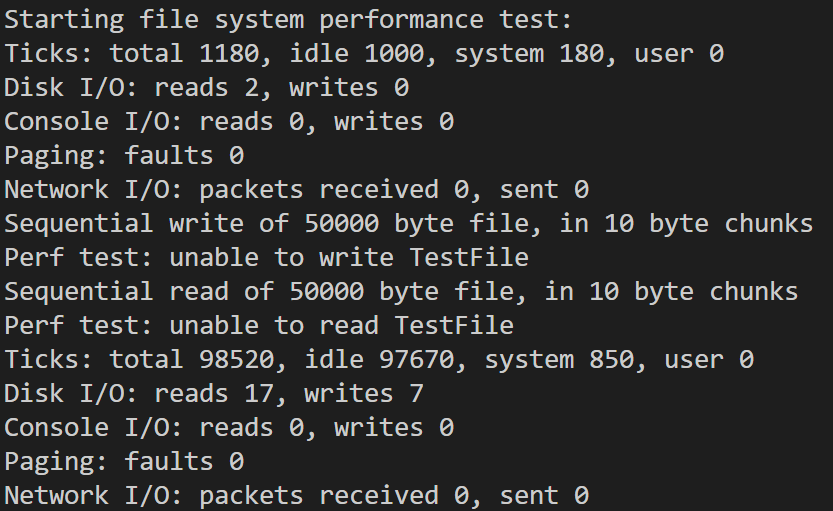 Starting file system performance test:
Ticks: total 1180, idle 1000, system 180, user 0
Disk I/O: reads 2, writes 0
Console I/O: reads 0, writes 0
Paging: faults 0
Network I/O: packets received 0, sent 0
Sequential write of 50000 byte file, in 10 byte chunks
Perf test: unable to write TestFile
Sequential read of 50000 byte file, in 10 byte chunks
Perf test: unable to read TestFile
Ticks: total 98520, idle 97670, system 850, user 0
Disk I/O: reads 17, writes 7
Console I/O: reads 0, writes 0
Paging: faults 0
Network I/O: packets received 0, sent 0